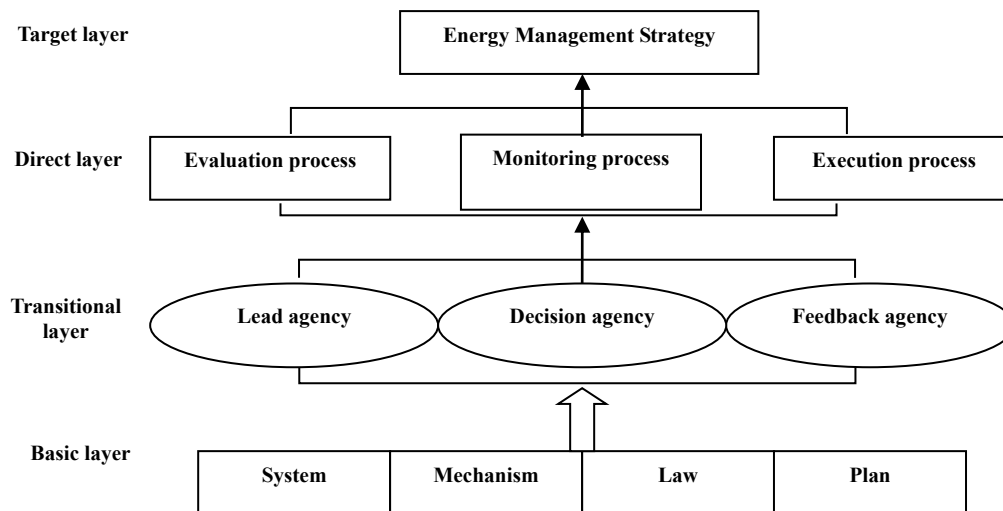 Target layer
Energy Management Strategy
Direct layer
Evaluation process
Monitoring process
Execution process
Transitional
layer
Lead agency
Decision agency
Feedback agency
Basic layer
System
Mechanism
Law
Plan